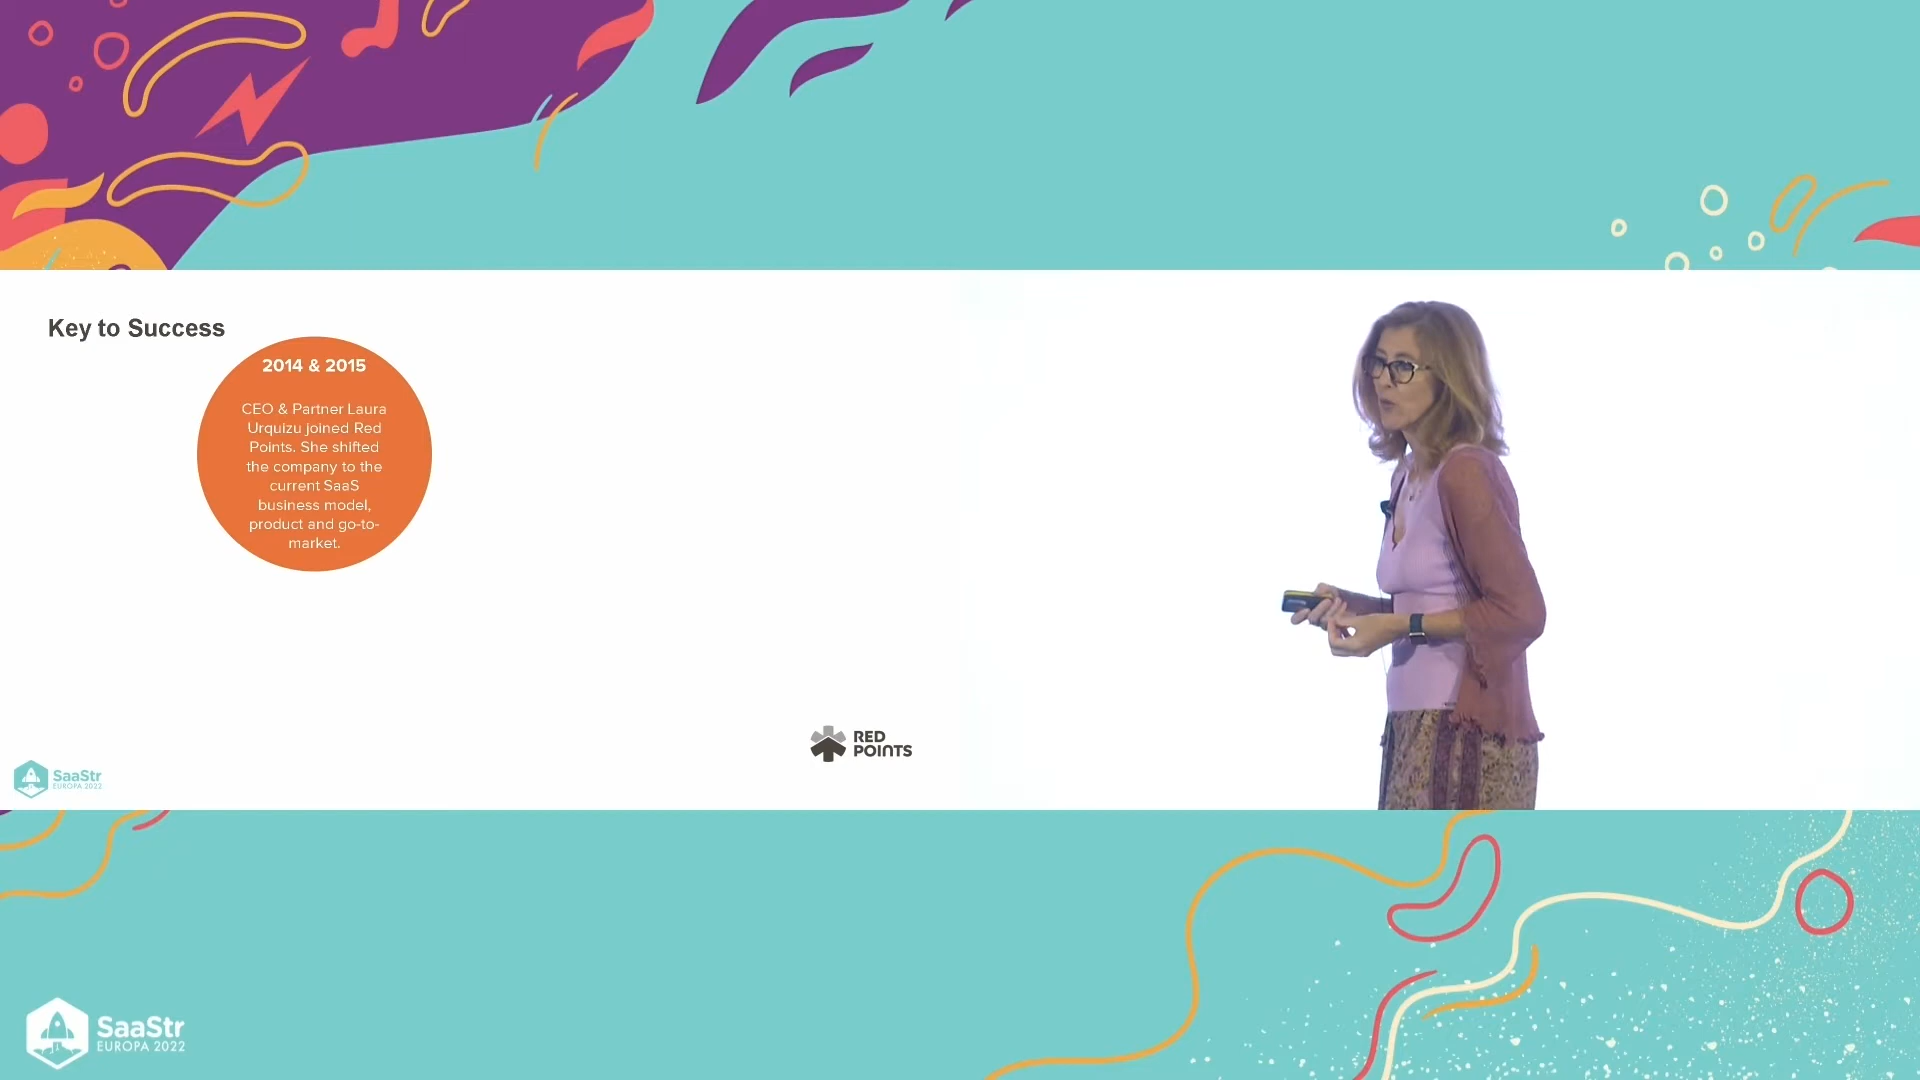 Key to Success
2014 & 2015
CEO & Partner Laura
Urquizu joined Red
Points. She shifted
the company to the
current SaaS
business model,
product and go-to-
market.
RED
POINTS
SaaStr
EUROPA 2022
SaaStr
EUROPA 2022